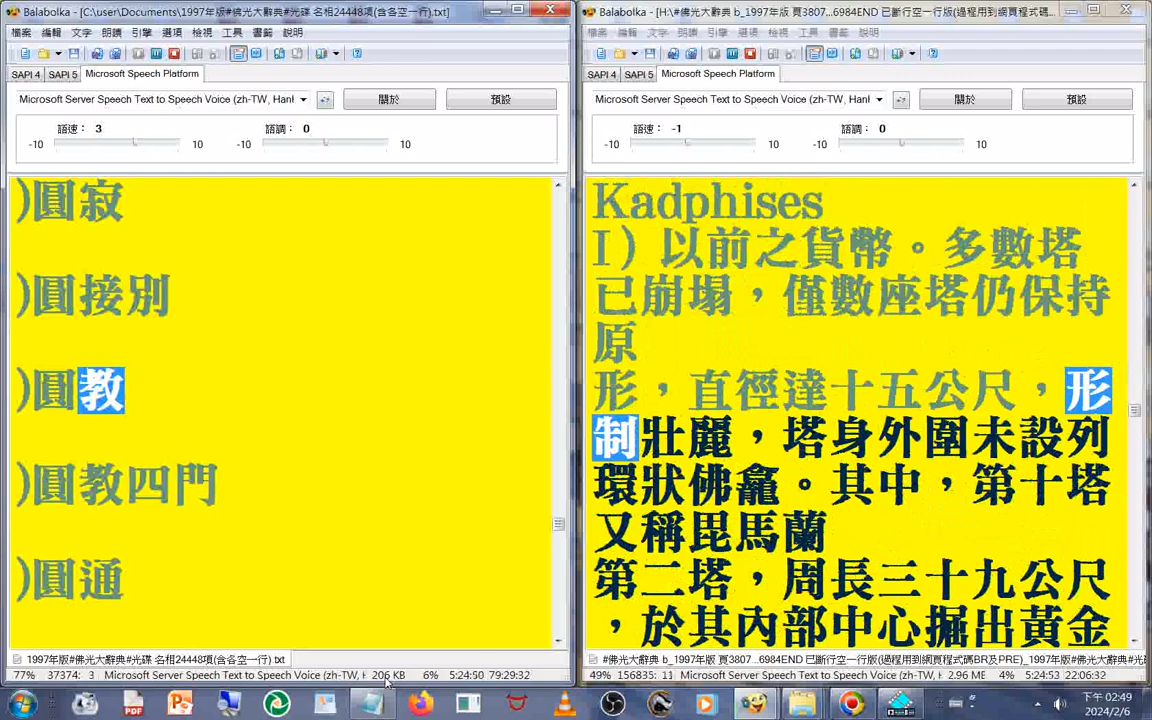 Balabolka - [C:\user\Documents\1997年版#佛光大辭典#光碟 名相24448項(含各空一行).txt]
檔案 編輯 文字 朗讀 引擎 選項 檢視 工具 書籤 說明
SAPI 4 SAPI 5 Microsoft Speech Platform
Microsoft Server Speech Text to Speech Voice (zh-TW, Hanl
關於
預設
語速： 3
語調： 0
-10 10 -10 10
)圓寂
)圓接別
)圓教
)圓教四門
)圓通
1997年版#佛光大辭典#光碟 名相24448項(含各空一行).txt
77% 37374: 3 Microsoft Server Speech Text to Speech Voice (zh-TW, H 206 KB 6% 5:24:50 79:29:32
Balabolka - [H:\#佛光大辭典 b_1997年版 頁3807...6984END 已斷行空一行版(過程用到網頁程式碼...
檔案 編輯 文字 朗讀 引擎 選項 檢視 工具 書籤 說明
SAPI 4 SAPI 5 Microsoft Speech Platform
Microsoft Server Speech Text to Speech Voice (zh-TW, Hanl
關於
預設
語速： -1
語調： 0
-10 10 -10 10
Kadphises
I）以前之貨幣。多數塔
已崩塌，僅數座塔仍保持
原
形，直徑達十五公尺，形
制壯麗，塔身外圍未設列
環狀佛龕。其中，第十塔
又稱毘馬蘭
第二塔，周長三十九公尺
，於其內部中心掘出黃金
#佛光大辭典 b_1997年版 頁3807...6984END 已斷行空一行版(過程用到網頁程式碼BR及PRE)_1997年版#光
49% 156835: 11 Microsoft Server Speech Text to Speech Voice (zh-TW, H 2.96 ME 4% 5:24:53 22:06:32
下午 02:49
2024/2/6